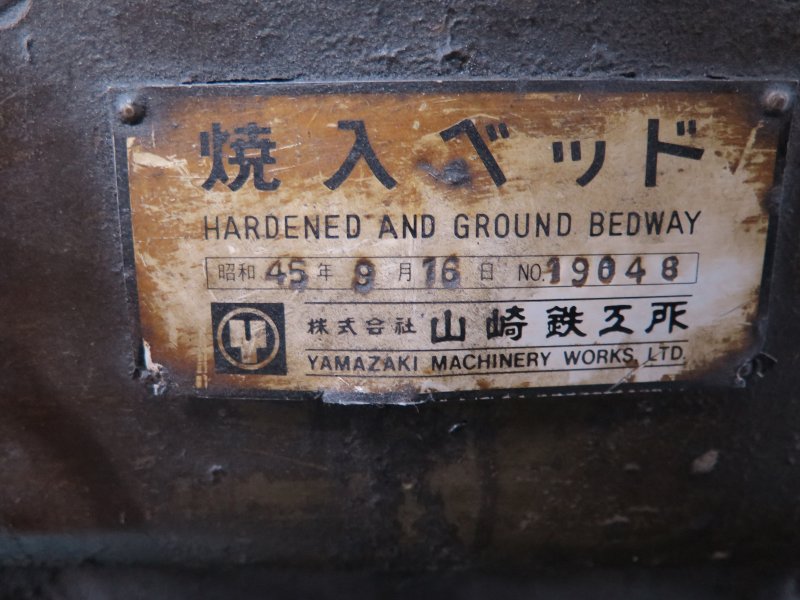 焼入ベッド
HARDENED AND GROUND BEDWAY
昭和 45 年 9 月 16 日 NO. 19048
株式会社 山崎鉄工所
YAMAZAKI MACHINERY WORKS, LTD.